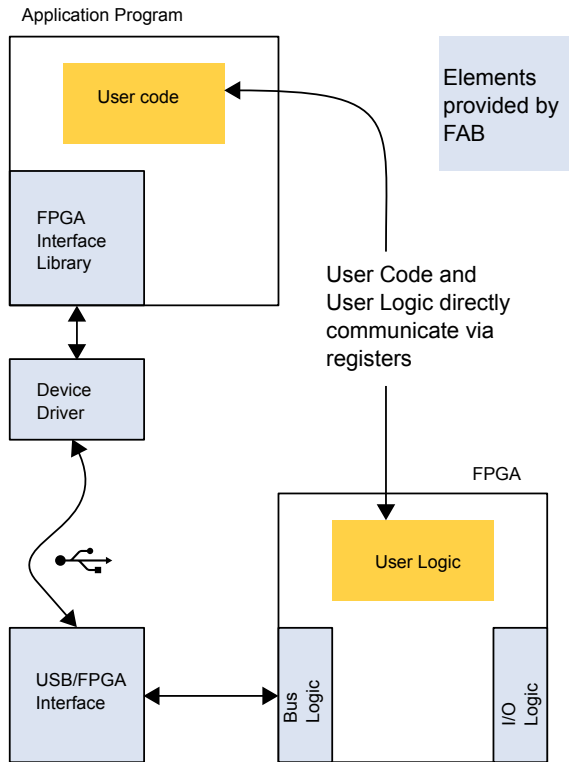 Application Program
User code
Elements
provided by
FAB
FPGA
Interface
Library
User Code and
User Logic directly
communicate via
registers
Device
Driver
FPGA
User Logic
USB/FPGA
Interface
Bus
Logic
I/O
Logic